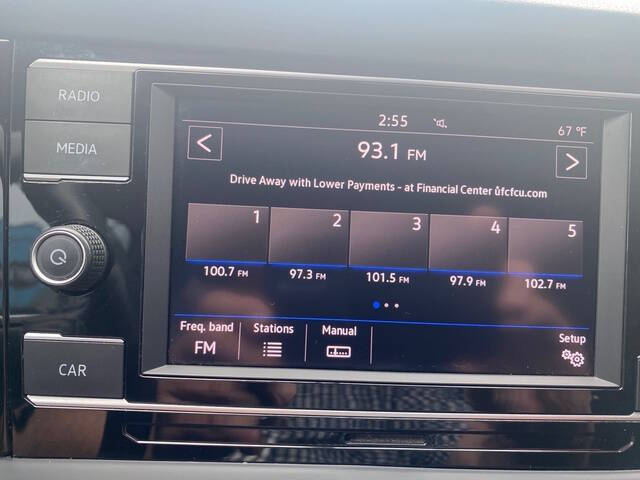 RADIO
MEDIA
CAR
2:55
67 °F
93.1 FM
Drive Away with Lower Payments - at Financial Center ûfcfcu.com
1 2 3 4 5
100.7 FM 97.3 FM 101.5 FM 97.9 FM 102.7 FM
Freq. band Stations Manual Setup
FM